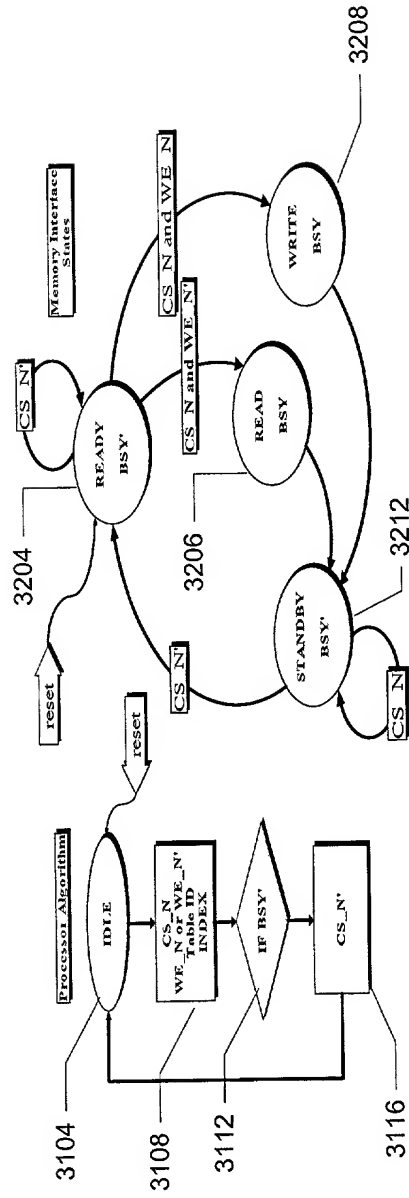 Processor Algorithm
reset
3104
IDLE
3108
CS_N
WE_N or WE_N'
Table ID
INDEX
3112
IF BSY'
3116
CS_N'
Memory Interface
States
reset
3204
READY
BSY'
CS_N'
CS_N and WE_N
CS_N and WE_N'
3206
READ
BSY
WRITE
BSY
3208
CS_N'
STANDBY
BSY'
3212
CS_N